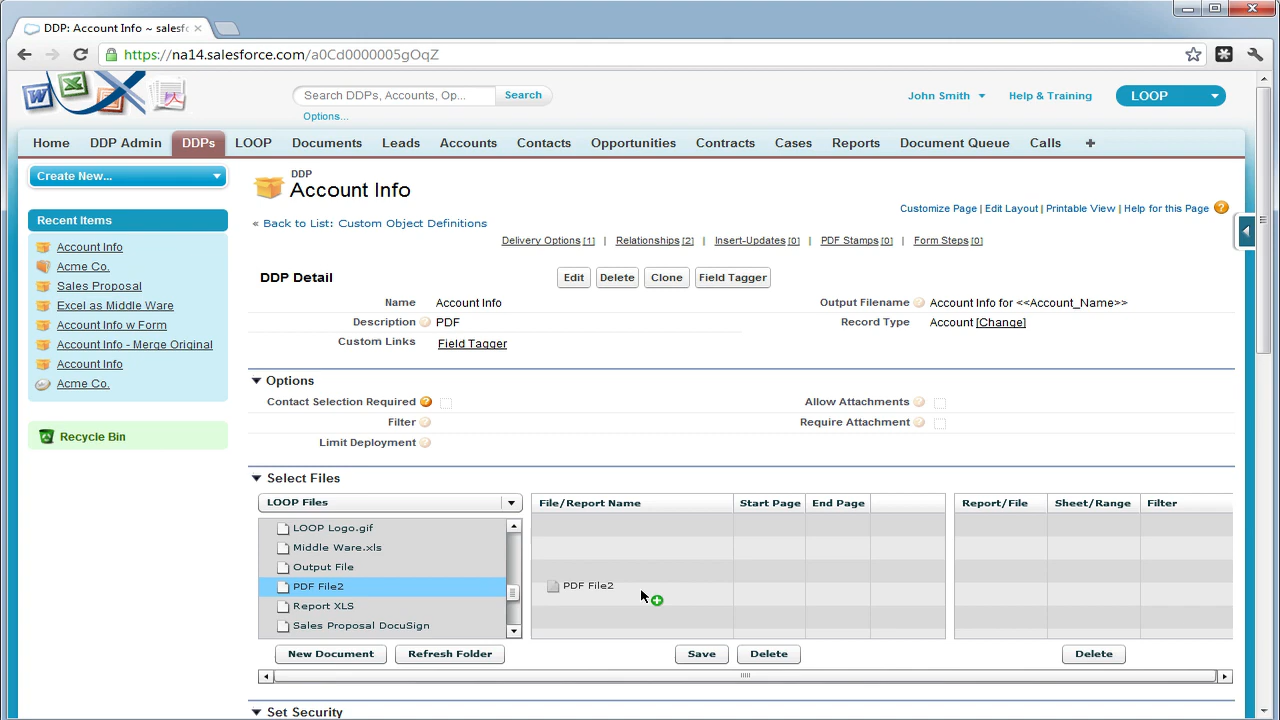 DDP: Account Info ~ salesfo
https://na14.salesforce.com/a0Cd0000005gOqZ
Search DDPs, Accounts, Op...
Search
Options...
John Smith
Help & Training
LOOP
Home DDP Admin DDPs LOOP Documents Leads Accounts Contacts Opportunities Contracts Cases Reports Document Queue Calls +
Create New...
Recent Items
Account Info
Acme Co.
Sales Proposal
Excel as Middle Ware
Account Info w Form
Account Info - Merge Original
Account Info
Acme Co.
Recycle Bin
DDP
Account Info
Customize Page | Edit Layout | Printable View | Help for this Page ?
« Back to List: Custom Object Definitions
Delivery Options [1] | Relationships [2] | Insert-Updates [0] | PDF Stamps [0] | Form Steps [0]
DDP Detail Edit Delete Clone Field Tagger
Name Account Info Output Filename ? Account Info for <<Account_Name>>
Description ? PDF Record Type Account [Change]
Custom Links Field Tagger
Options
Contact Selection Required ? Allow Attachments ?
Filter ? Require Attachment ?
Limit Deployment ?
Select Files
LOOP Files
LOOP Logo.gif
Middle Ware.xls
Output File
PDF File2
Report XLS
Sales Proposal DocuSign
New Document Refresh Folder
File/Report Name Start Page End Page
PDF File2
Save Delete
Report/File Sheet/Range Filter
Delete
Set Security